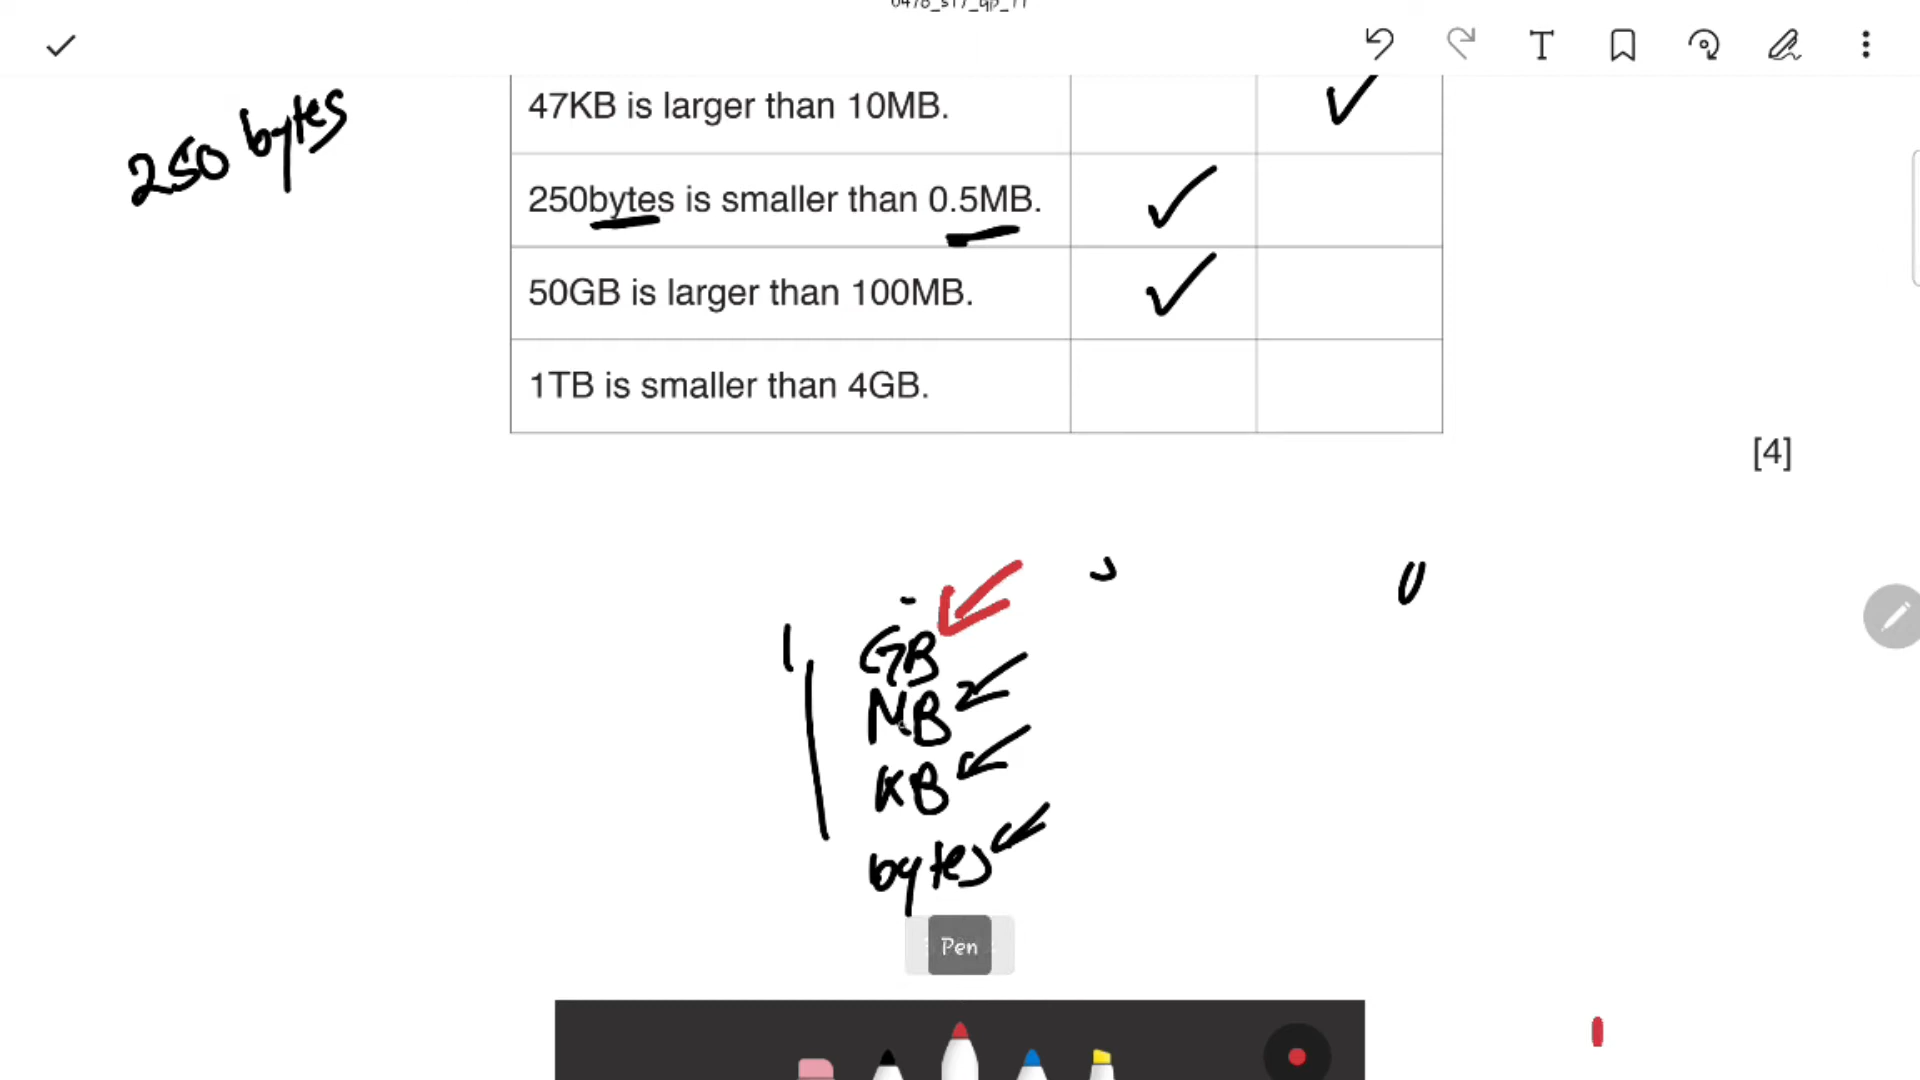 250 bytes
47KB is larger than 10MB.
250bytes is smaller than 0.5MB.
50GB is larger than 100MB.
1TB is smaller than 4GB.
[4]
GB
MB
KB
bytes
Pen